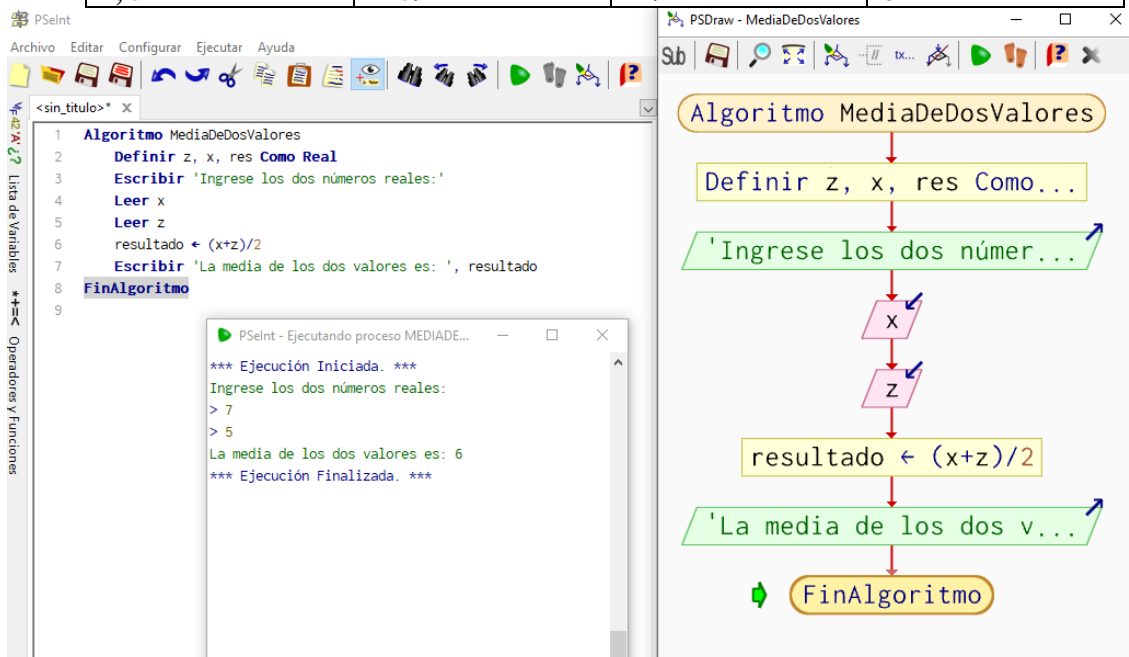 PSeInt
Archivo Editar Configurar Ejecutar Ayuda
<sin_titulo>* X
1 Algoritmo MediaDeDosValores
2 Definir z, x, res Como Real
3 Escribir 'Ingrese los dos números reales:'
4 Leer x
5 Leer z
6 resultado ← (x+z)/2
7 Escribir 'La media de los dos valores es: ', resultado
8 FinAlgoritmo
9
Lista de Variables
*+=< Operadores y Funciones
PSeInt - Ejecutando proceso MEDIADE...
*** Ejecución Iniciada. ***
Ingrese los dos números reales:
> 7
> 5
La media de los dos valores es: 6
*** Ejecución Finalizada. ***
PSDraw - MediaDeDosValores
Sub
tx...
Algoritmo MediaDeDosValores
Definir z, x, res Como...
'Ingrese los dos númer...
x
z
resultado ← (x+z)/2
'La media de los dos v...
FinAlgoritmo